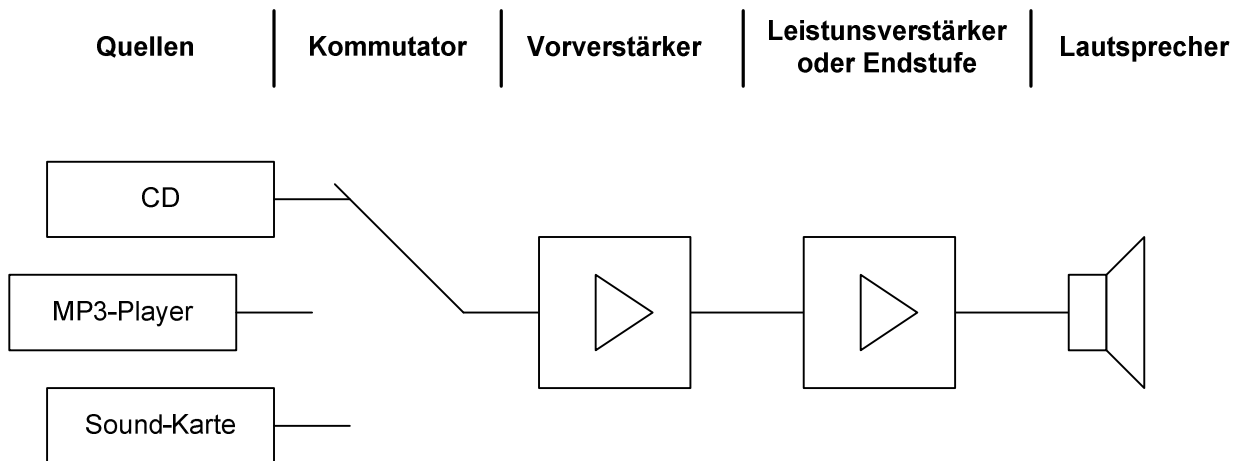 Quellen
Kommutator
Vorverstärker
Leistunsverstärker
oder Endstufe
Lautsprecher
CD
MP3-Player
Sound-Karte